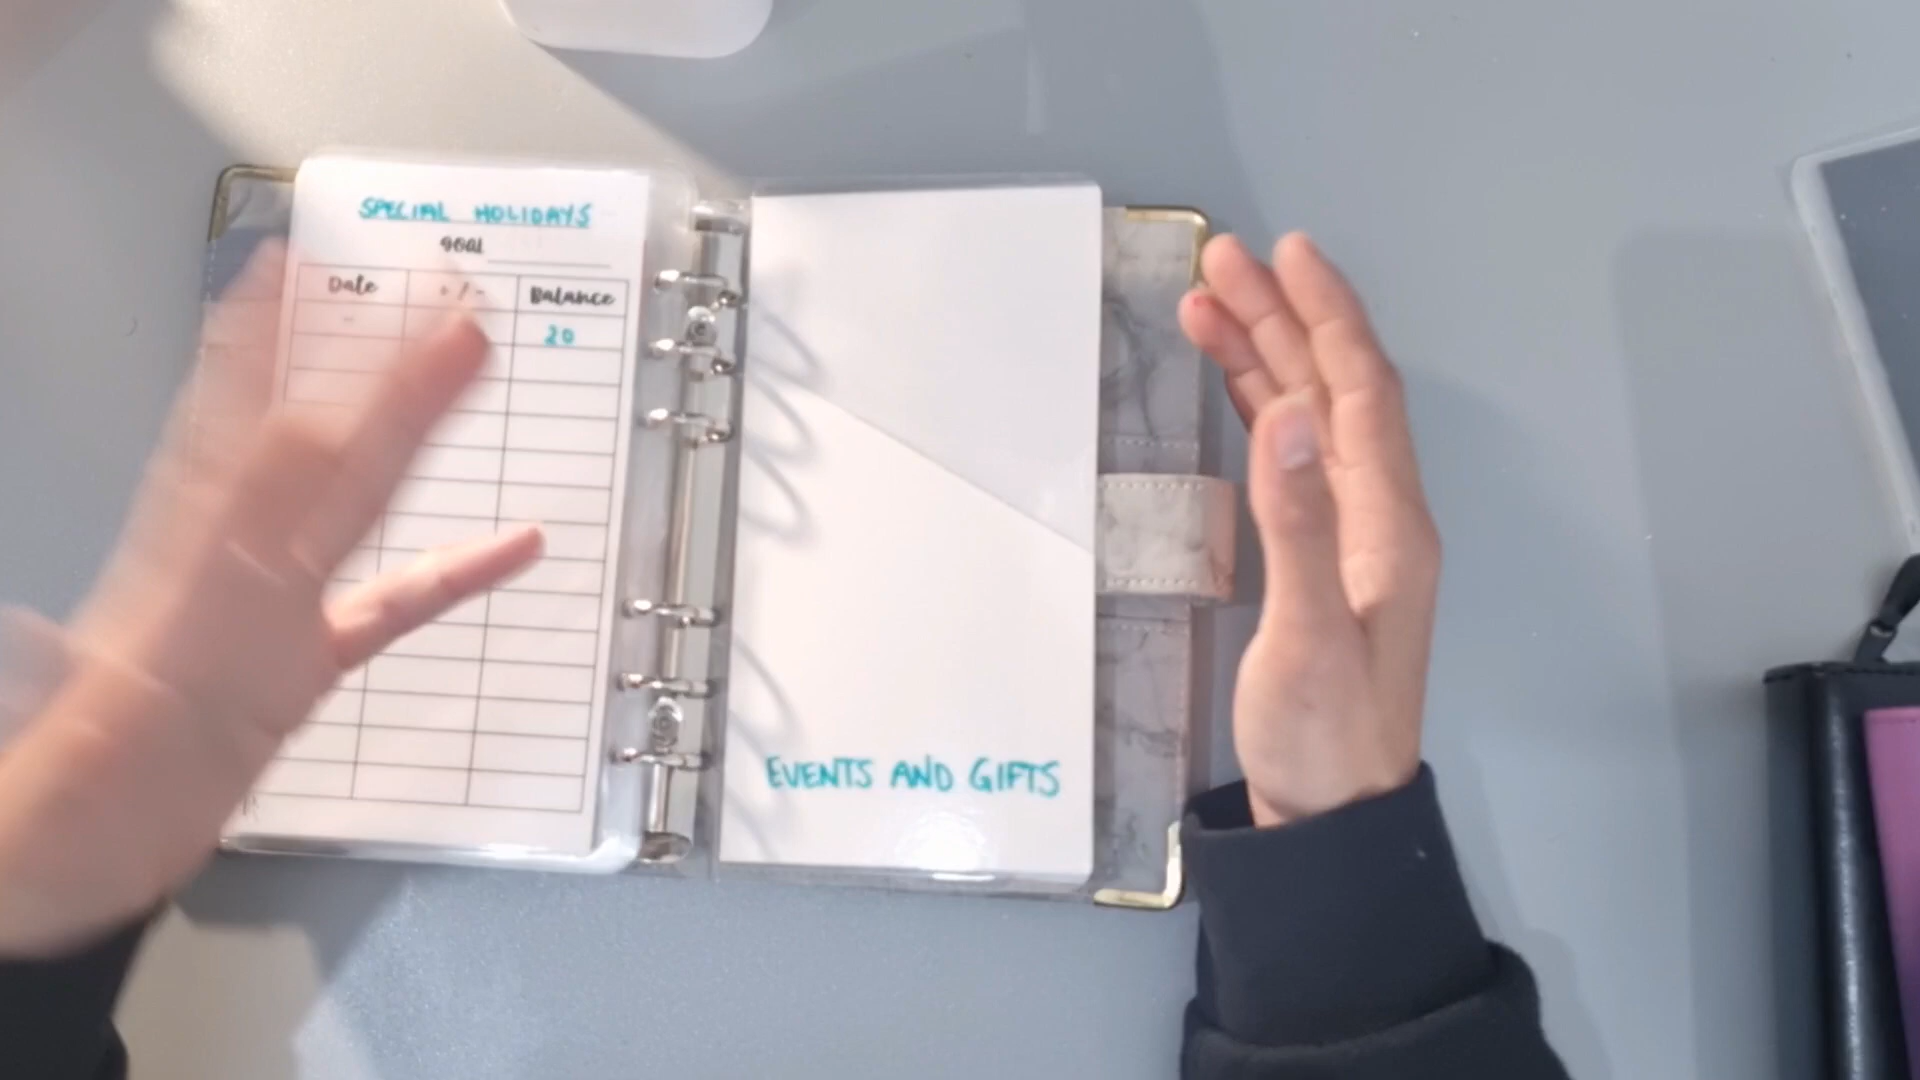 SPECIAL HOLIDAYS
GOAL
Date + / - Balance
- 20
EVENTS AND GIFTS